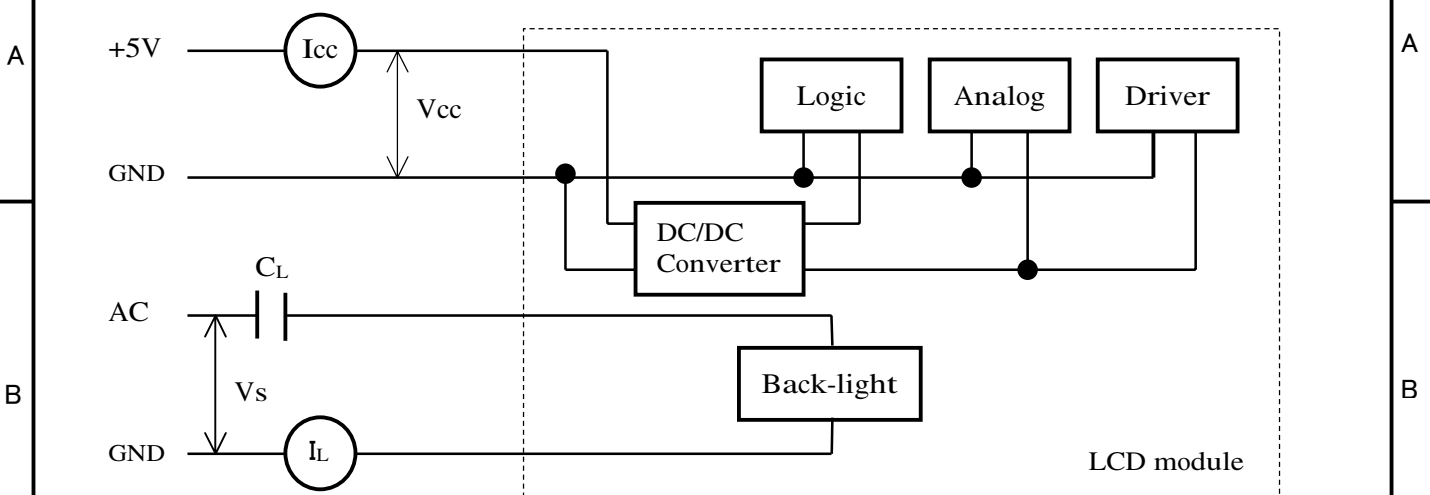 A
A
+5V
Icc
Vcc
Logic
Analog
Driver
GND
DC/DC
Converter
CL
AC
Vs
Back-light
B
B
GND
IL
LCD module